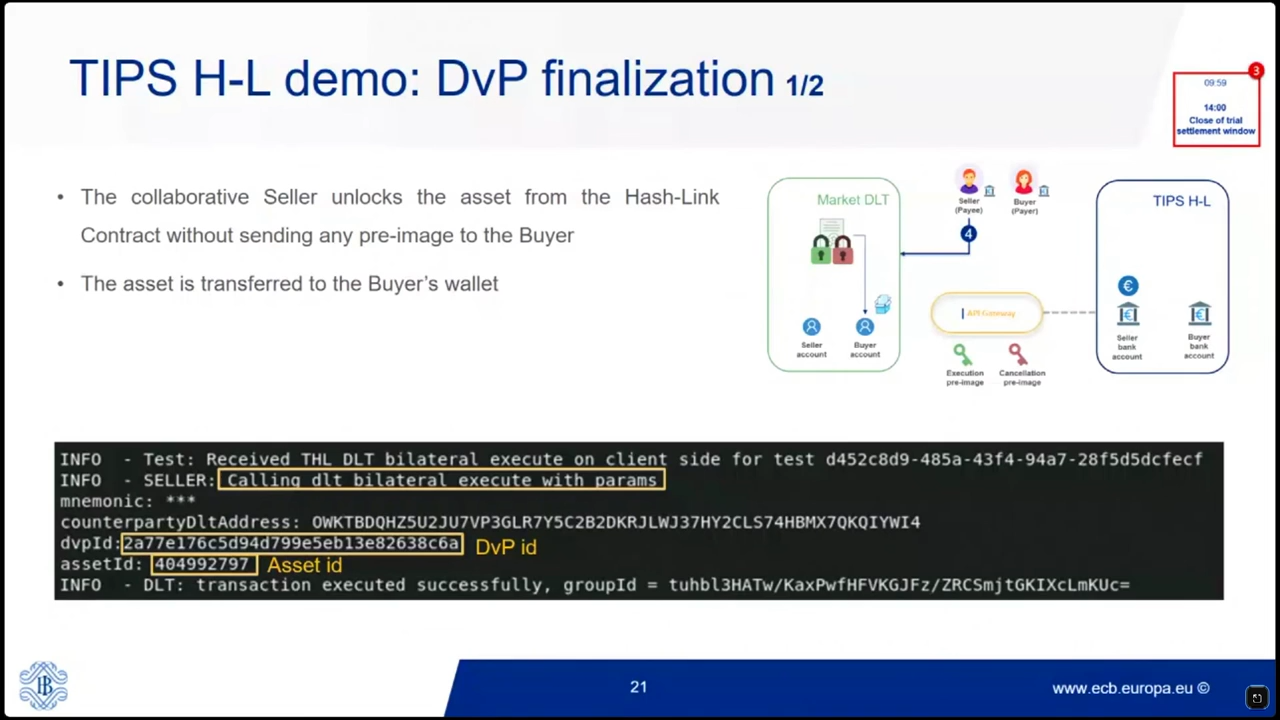 TIPS H-L demo: DvP finalization 1/2
3
09:59
14:00
Close of trial
settlement window
• The collaborative Seller unlocks the asset from the Hash-Link
Contract without sending any pre-image to the Buyer
• The asset is transferred to the Buyer's wallet
Market DLT
Seller
(Payee)
Buyer
(Payer)
4
TIPS H-L
API Gateway
Seller
account
Buyer
account
Execution
pre-image
Cancellation
pre-image
€
Seller
bank
account
Buyer
bank
account
INFO - Test: Received THL DLT bilateral execute on client side for test d452c8d9-485a-43f4-94a7-28f5d5dcfecf
INFO - SELLER: Calling dlt bilateral execute with params
mnemonic: ***
counterpartyDltAddress: OWKTBDQHZ5U2JU7VP3GLR7Y5C2B2DKRJLWJ37HY2CLS74HBMX7QKQIYWI4
dvpId:2a77e176c5d94d799e5eb13e82638c6a DvP id
assetId: 404992797 Asset id
INFO - DLT: transaction executed successfully, groupId = tuhbl3HATw/KaxPwfHFVKGJFz/ZRCSmjtGKIXcLmKUc=
21
www.ecb.europa.eu ©